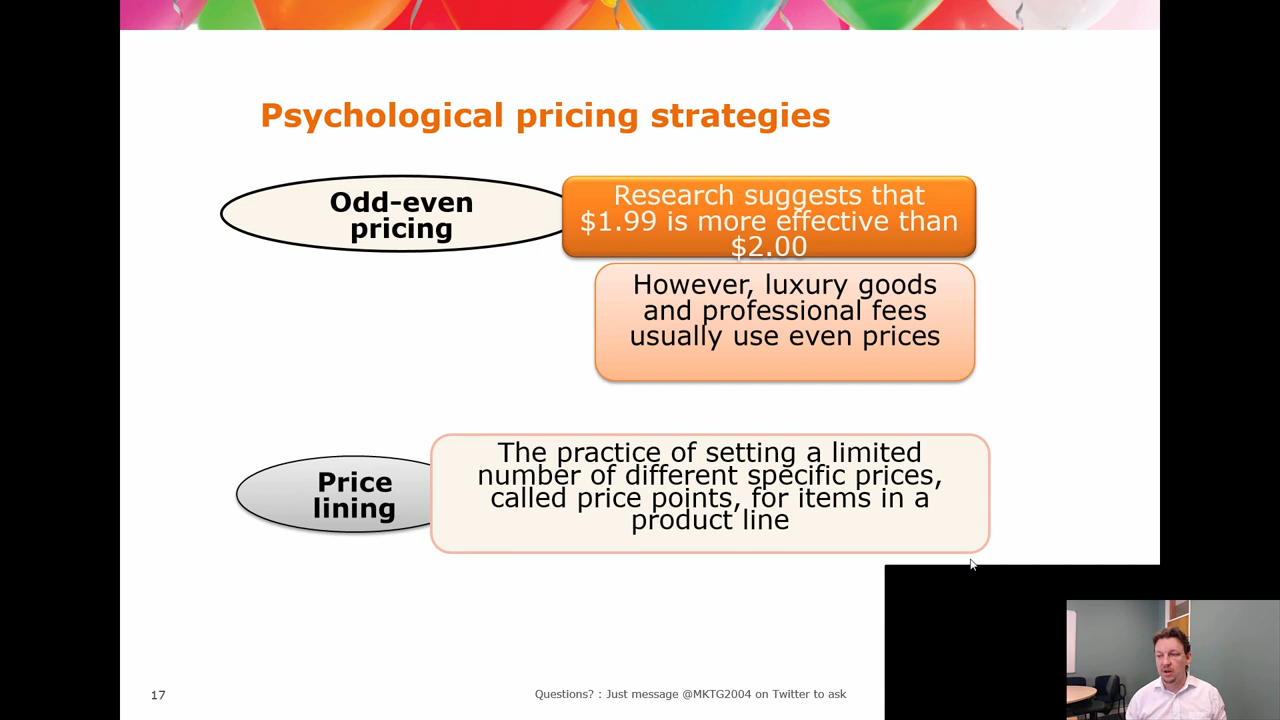 Psychological pricing strategies
Odd-even
pricing
Research suggests that
$1.99 is more effective than
$2.00
However, luxury goods
and professional fees
usually use even prices
Price
lining
The practice of setting a limited
number of different specific prices,
called price points, for items in a
product line
17
Questions? : Just message @MKTG2004 on Twitter to ask